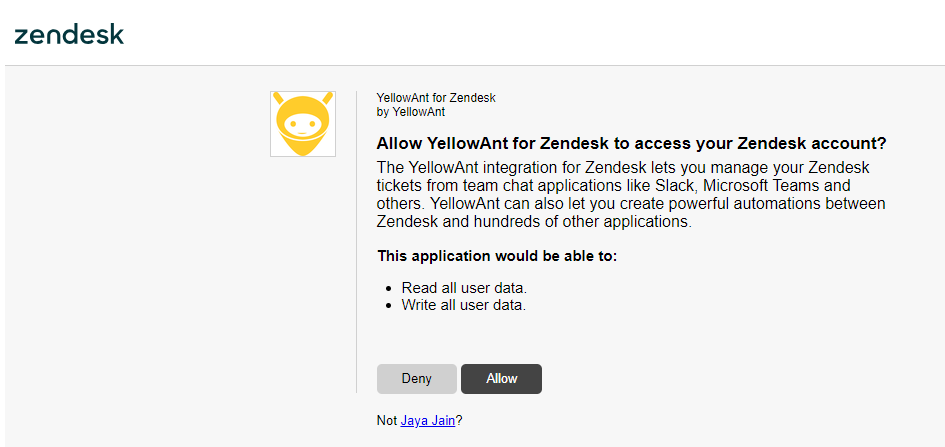 zendesk
YellowAnt for Zendesk
by YellowAnt
Allow YellowAnt for Zendesk to access your Zendesk account?
The YellowAnt integration for Zendesk lets you manage your Zendesk
tickets from team chat applications like Slack, Microsoft Teams and
others. YellowAnt can also let you create powerful automations between
Zendesk and hundreds of other applications.
This application would be able to:
• Read all user data.
• Write all user data.
Deny Allow
Not Jaya Jain?